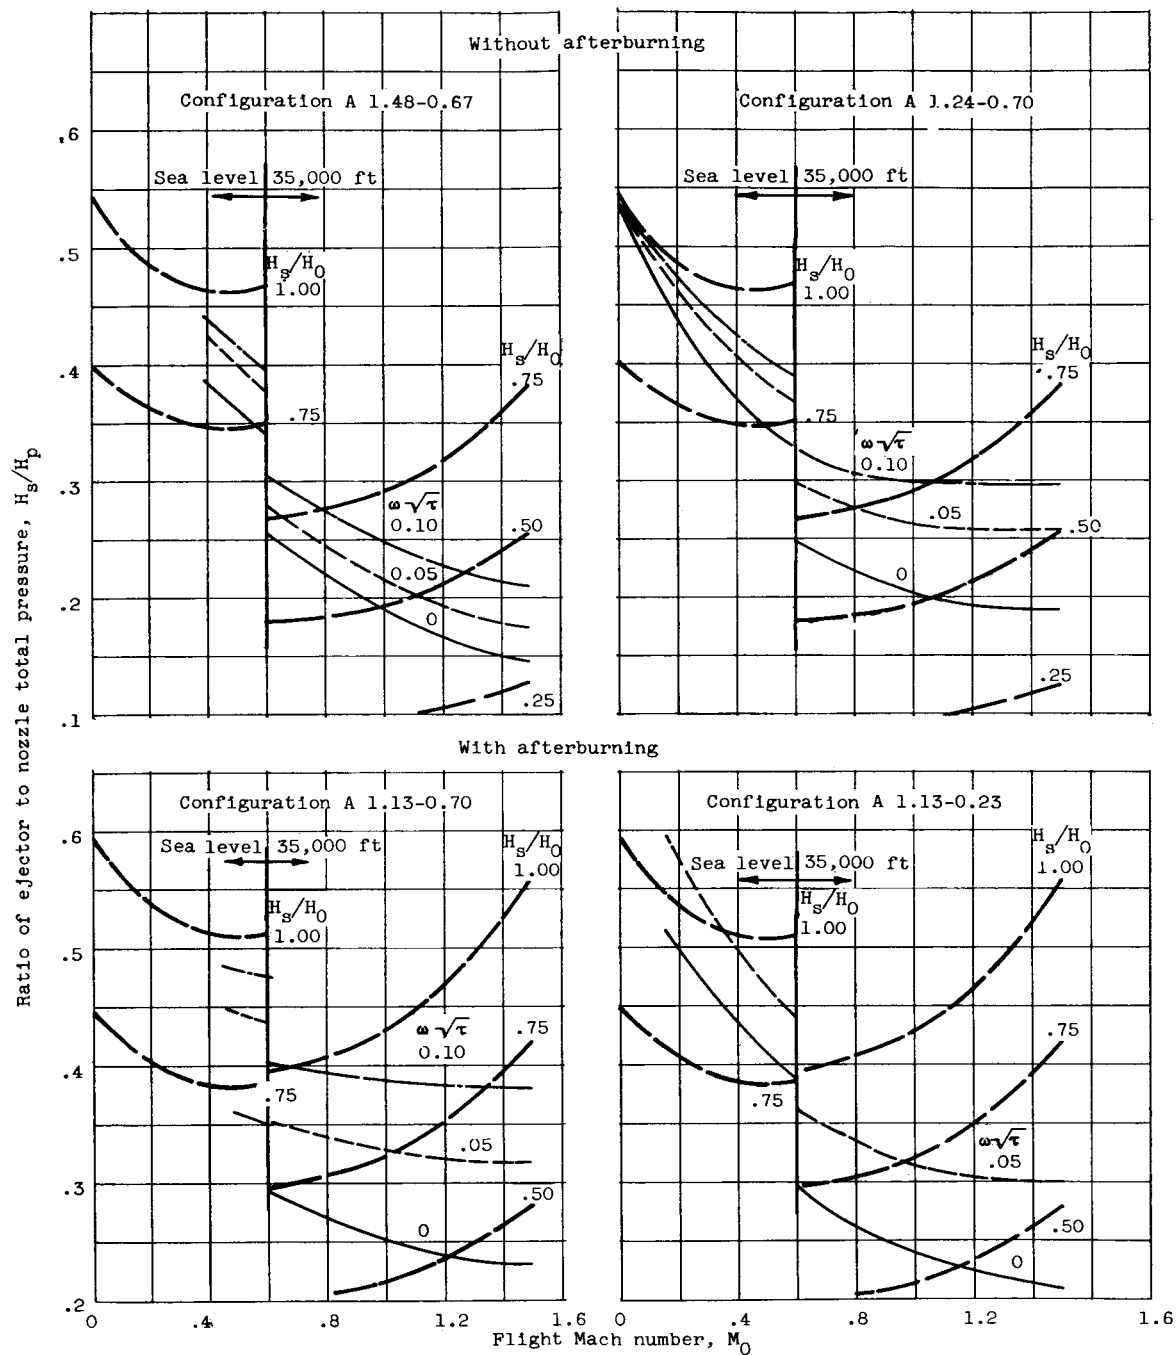 Without afterburning
Configuration A 1.48-0.67
Configuration A 1.24-0.70
Sea level 35,000 ft
Sea level 35,000 ft
Hs/H0
1.00
Hs/H0
1.00
Hs/H0
.75
Hs/H0
.75
.75
.75
ω√τ
0.10
0.05
0
.50
ω√τ
0.10
.05
0
.50
.25
.25
.6
.5
.4
.3
.2
.1
Ratio of ejector to nozzle total pressure, Hs/Hp
With afterburning
Configuration A 1.13-0.70
Configuration A 1.13-0.23
Sea level 35,000 ft
Sea level 35,000 ft
Hs/H0
1.00
Hs/H0
1.00
Hs/H0
1.00
Hs/H0
1.00
ω√τ
0.10
.75
.75
.75
.75
.05
ω√τ
.05
.50
.50
0
0
.6
.5
.4
.3
.2
0 .4 .8 1.2 1.6
0 .4 .8 1.2 1.6
Flight Mach number, M0